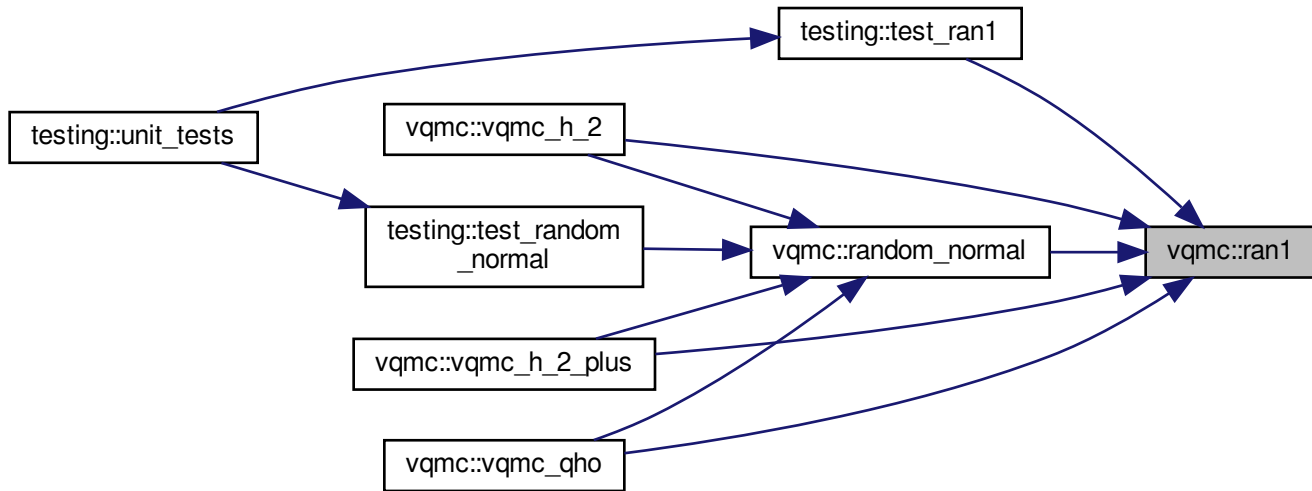 testing::test_ran1
testing::unit_tests
vqmc::vqmc_h_2
testing::test_random
_normal
vqmc::random_normal
vqmc::ran1
vqmc::vqmc_h_2_plus
vqmc::vqmc_qho